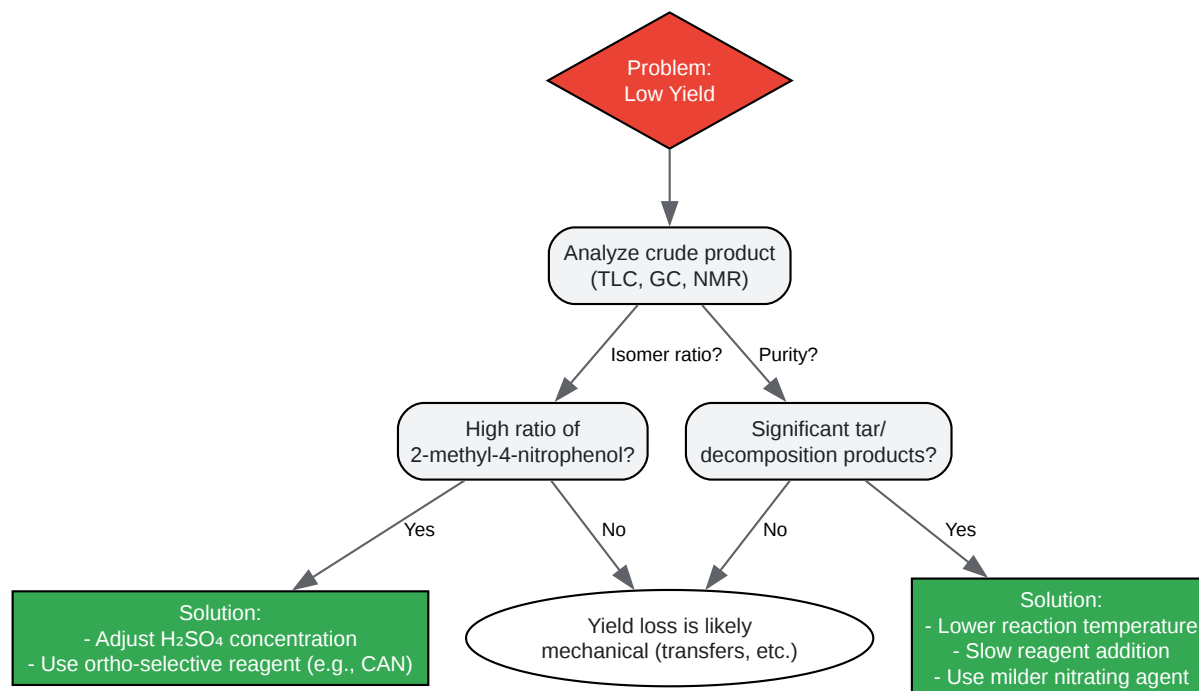 Problem:
Low Yield
Analyze crude product
(TLC, GC, NMR)
Isomer ratio?
Purity?
High ratio of
2-methyl-4-nitrophenol?
Significant tar/
decomposition products?
Yes
No
No
Yes
Solution:
- Adjust H₂SO₄ concentration
- Use ortho-selective reagent (e.g., CAN)
Yield loss is likely
mechanical (transfers, etc.)
Solution:
- Lower reaction temperature
- Slow reagent addition
- Use milder nitrating agent